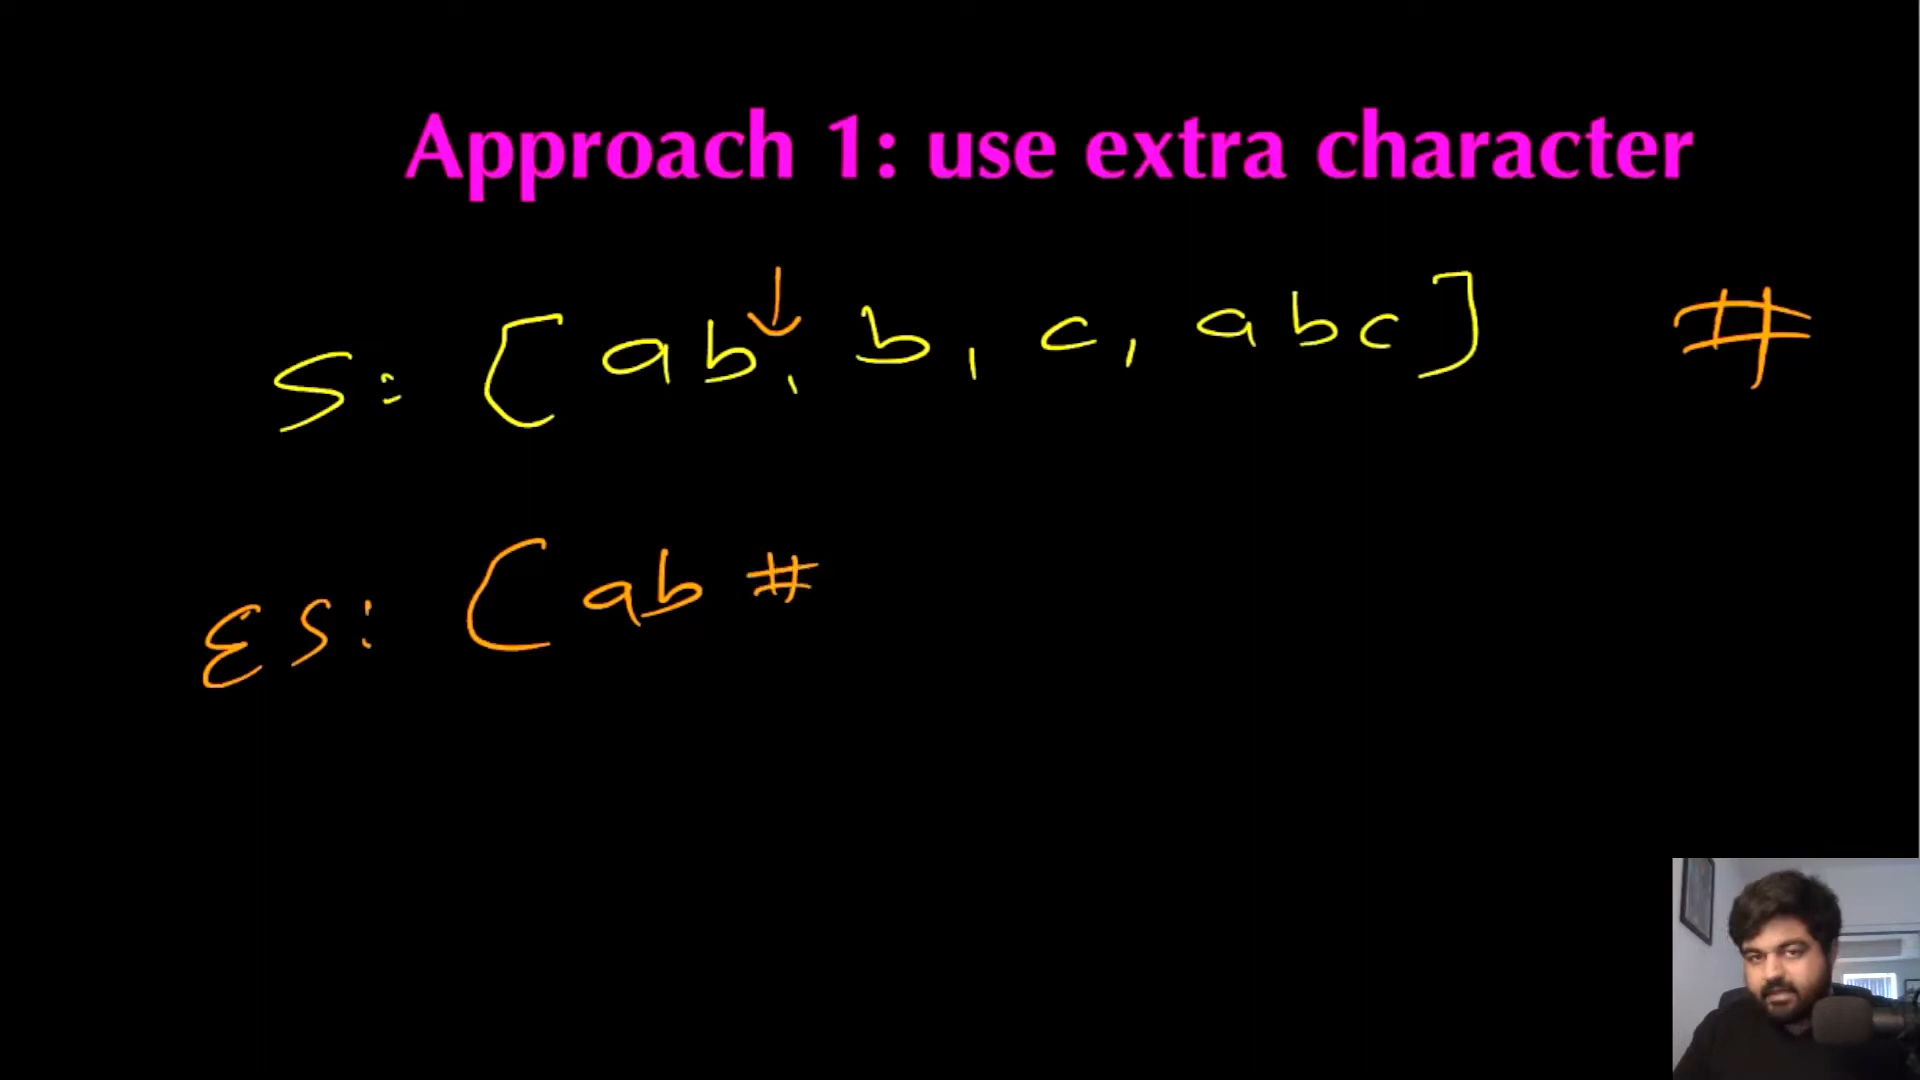 Approach 1: use extra character
S: [ab, b, c, abc] #
ES: [ab #